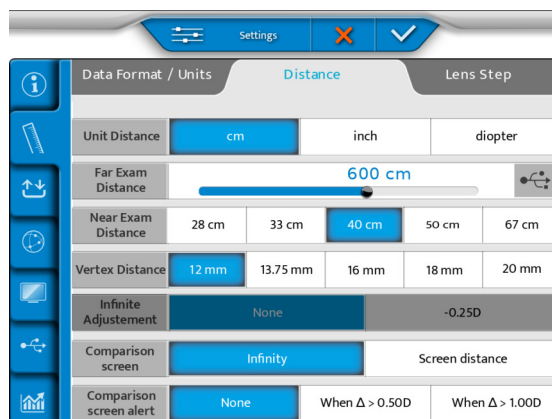 Settings
Data Format / Units Distance Lens Step
Unit Distance cm inch diopter
Far Exam Distance 600 cm
Near Exam Distance 28 cm 33 cm 40 cm 50 cm 67 cm
Vertex Distance 12 mm 13.75 mm 16 mm 18 mm 20 mm
Infinite Adjustement None -0.25D
Comparison screen Infinity Screen distance
Comparison screen alert None When Δ > 0.50D When Δ > 1.00D